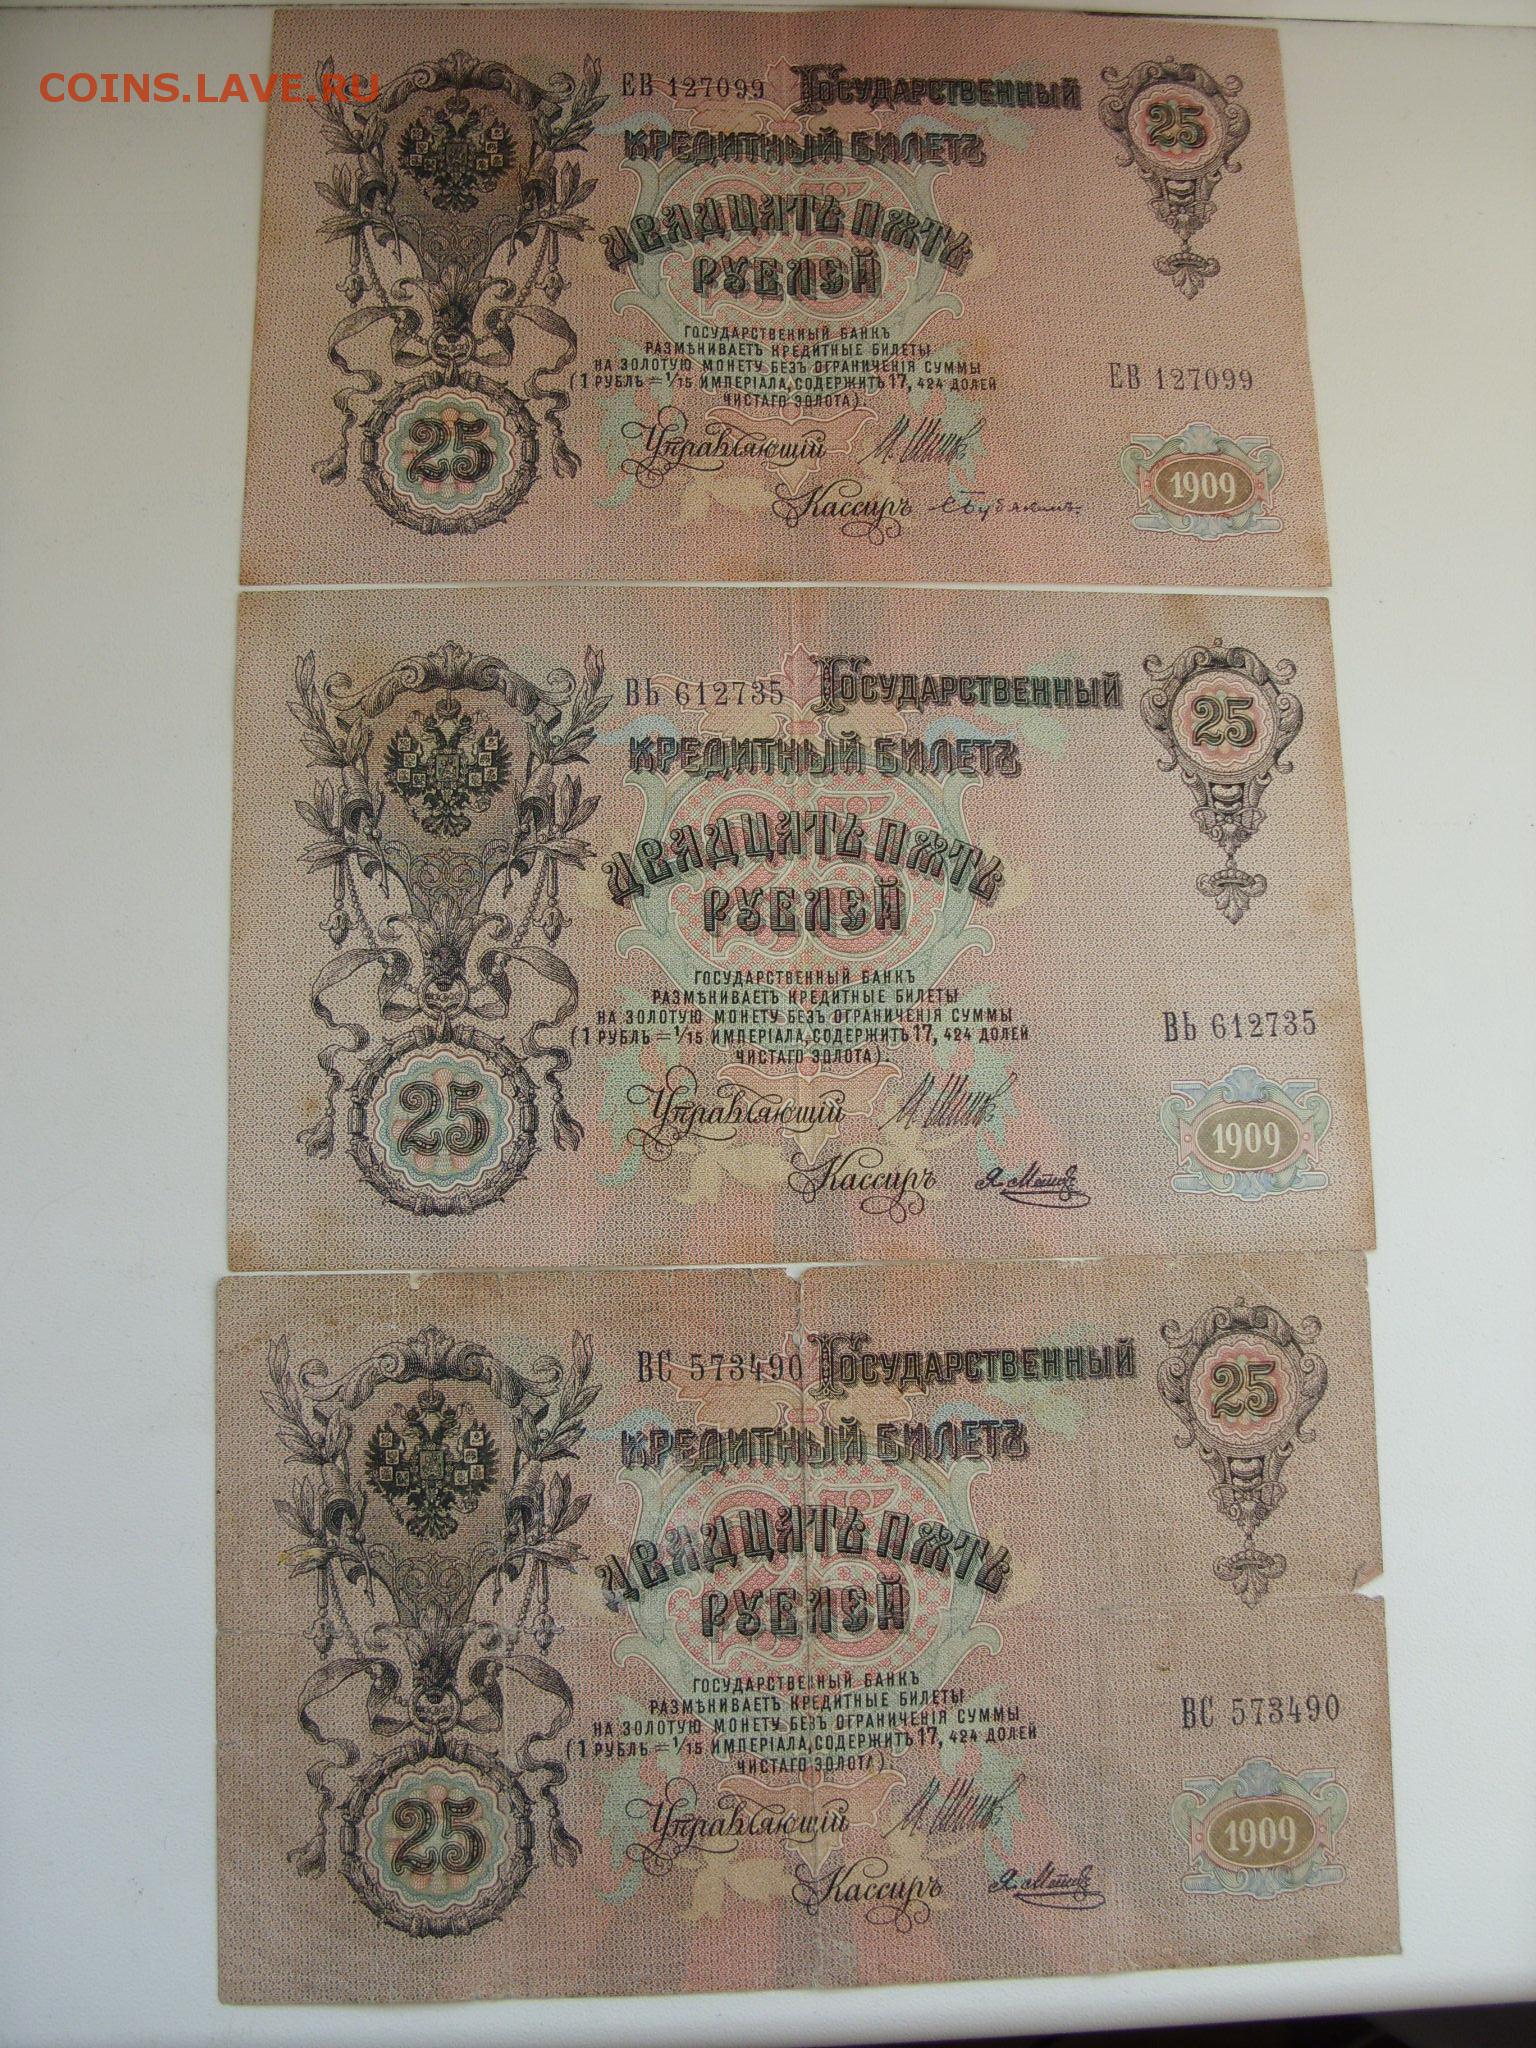 COINS.LAVE.RU
ЕВ 127099 Государственный 25
кредитный билетъ
двадцать пять
рублей
государственный банкъ
размѣниваетъ кредитные билеты
на золотую монету безъ ограниченія суммы
(1 рубль = 1/15 имперіала, содержитъ 17, 424 долей
чистаго золота).
ЕВ 127099
25 Управляющій
Кассиръ
1909
ВЬ 612735 Государственный 25
кредитный билетъ
двадцать пять
рублей
государственный банкъ
размѣниваетъ кредитные билеты
на золотую монету безъ ограниченія суммы
(1 рубль = 1/15 имперіала, содержитъ 17, 424 долей
чистаго золота).
ВЬ 612735
25 Управляющій
Кассиръ
1909
ВС 573490 Государственный 25
кредитный билетъ
двадцать пять
рублей
государственный банкъ
размѣниваетъ кредитные билеты
на золотую монету безъ ограниченія суммы
(1 рубль = 1/15 имперіала, содержитъ 17, 424 долей
чистаго золота).
ВС 573490
25 Управляющій
Кассиръ
1909